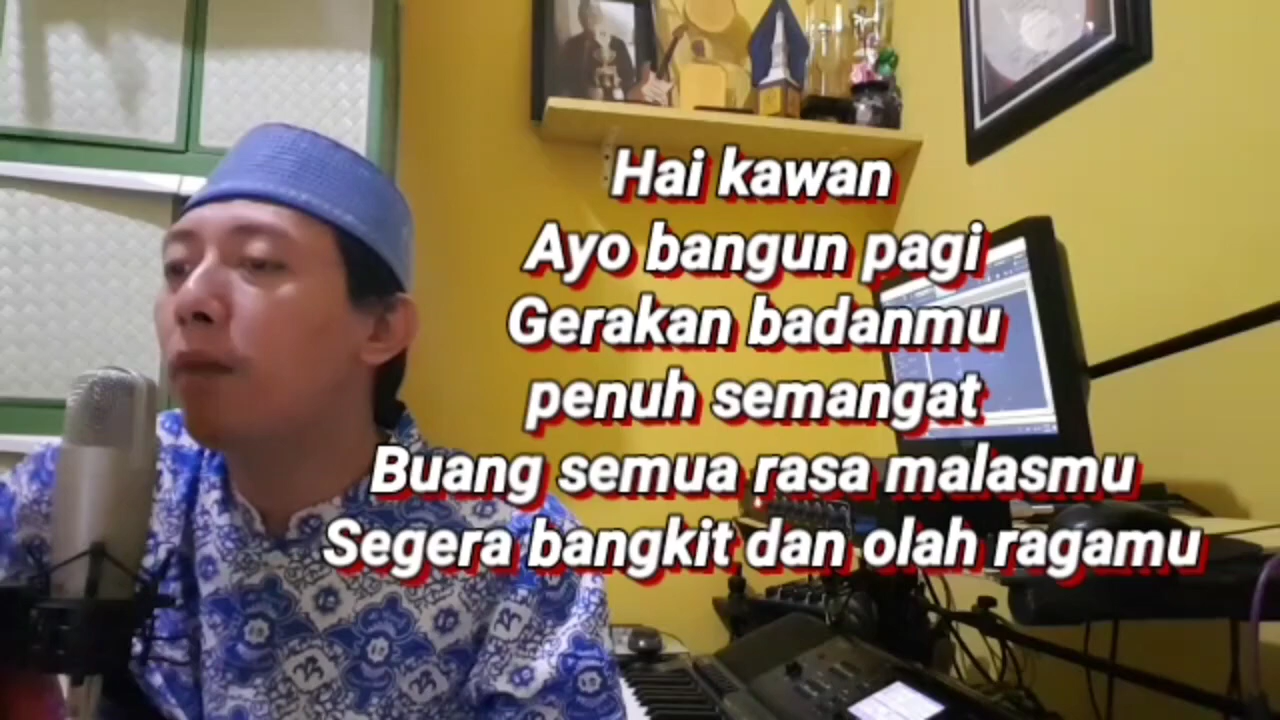 Hai kawan
Ayo bangun pagi
Gerakan badanmu
penuh semangat
Buang semua rasa malasmu
Segera bangkit dan olah ragamu